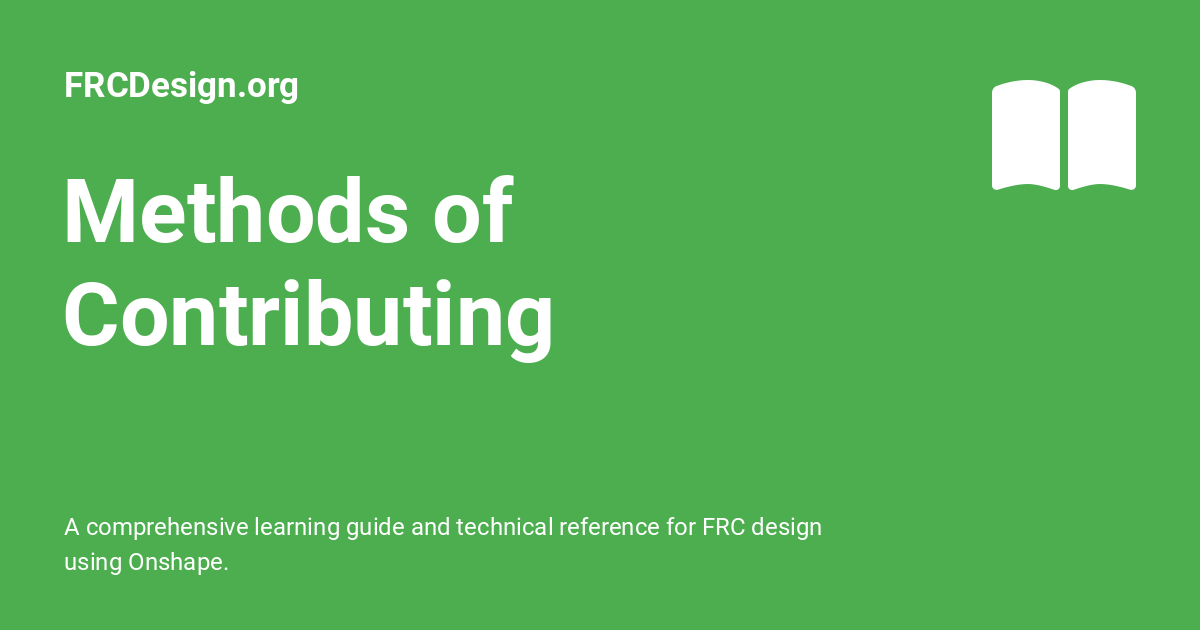 FRCDesign.org
Methods of
Contributing
A comprehensive learning guide and technical reference for FRC design
using Onshape.